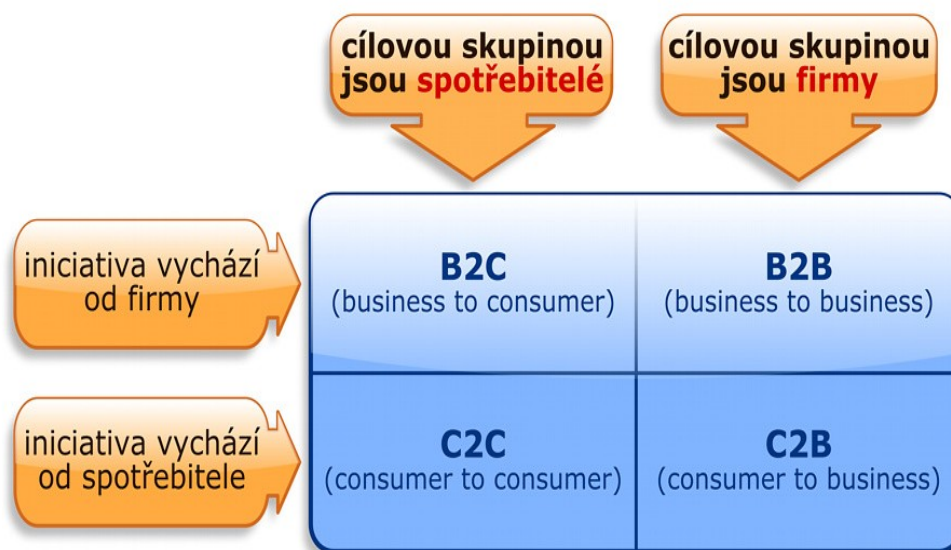 cílovou skupinou
jsou spotřebitelé
cílovou skupinou
jsou firmy
iniciativa vychází
od firmy
B2C
(business to consumer)
B2B
(business to business)
iniciativa vychází
od spotřebitele
C2C
(consumer to consumer)
C2B
(consumer to business)